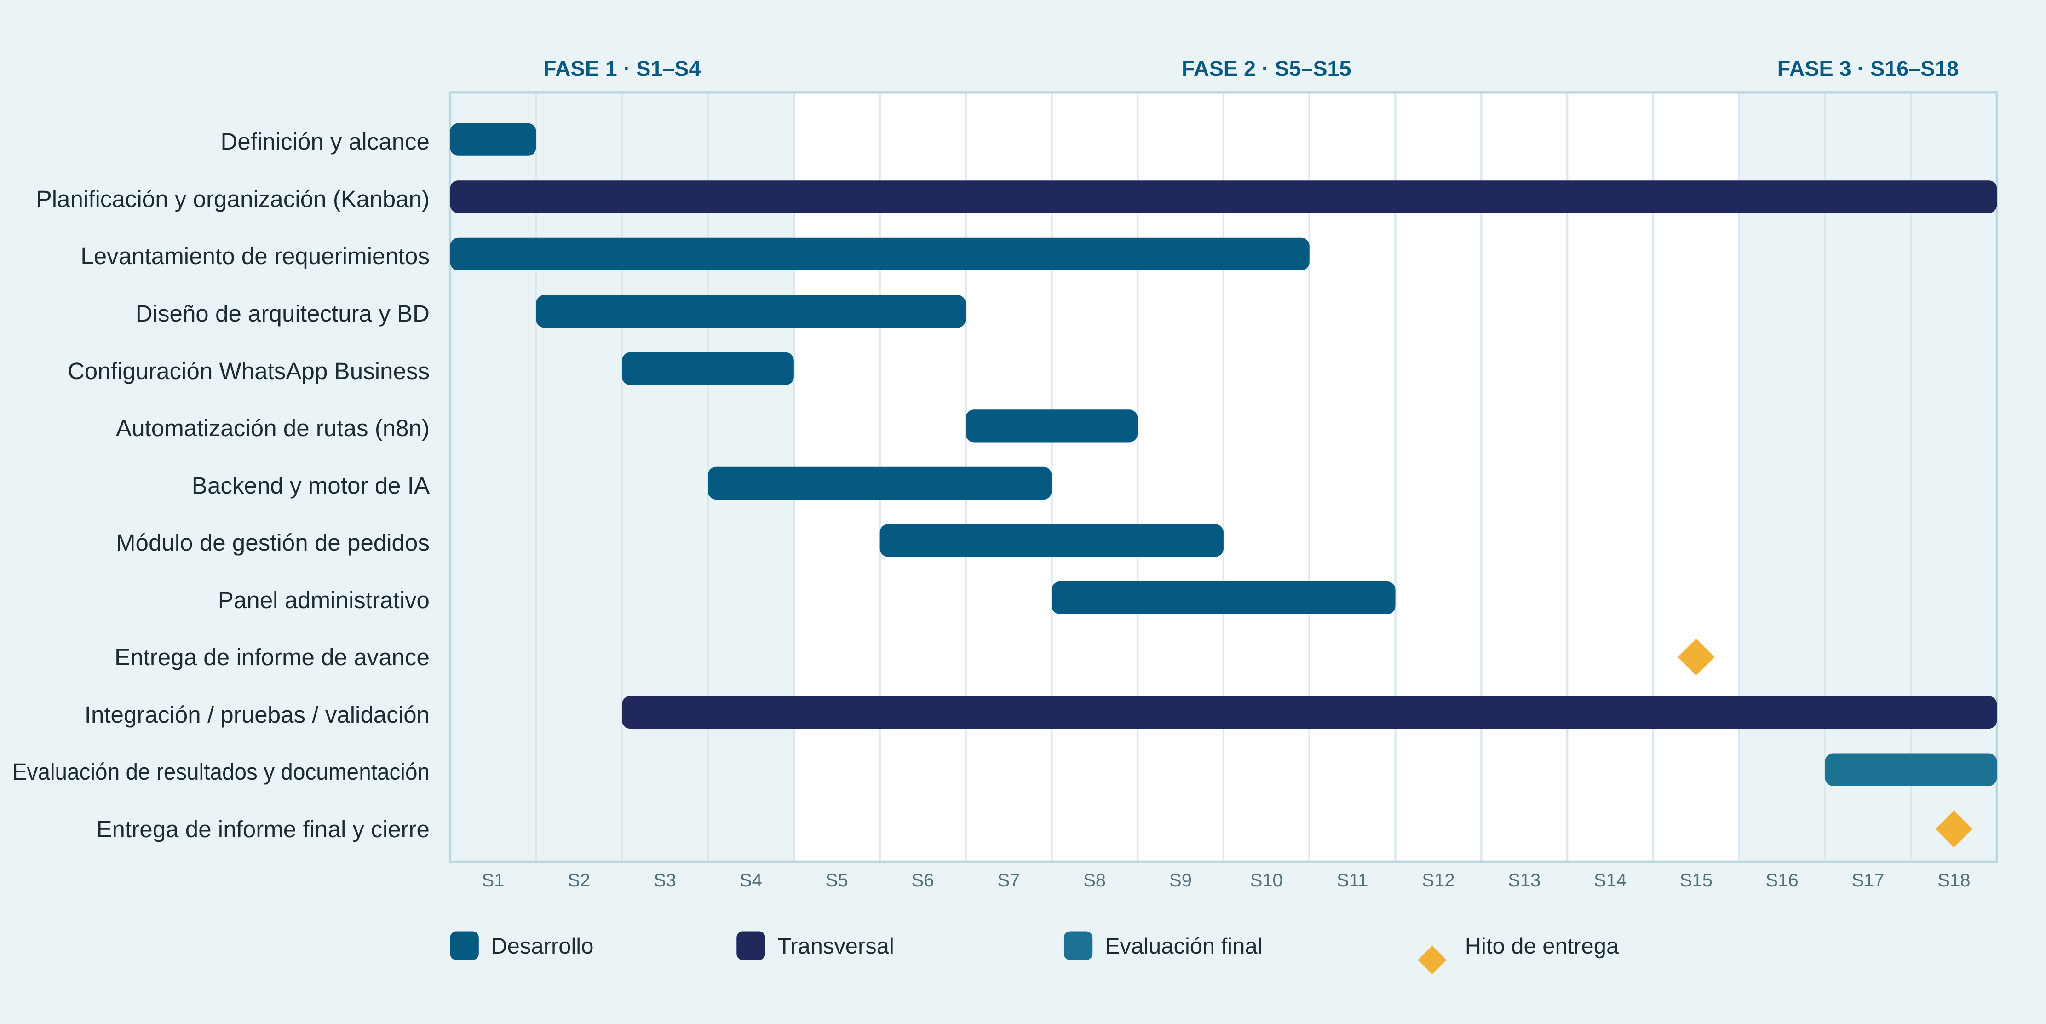 FASE 1 · S1–S4
FASE 2 · S5–S15
FASE 3 · S16–S18
Definición y alcance
Planificación y organización (Kanban)
Levantamiento de requerimientos
Diseño de arquitectura y BD
Configuración WhatsApp Business
Automatización de rutas (n8n)
Backend y motor de IA
Módulo de gestión de pedidos
Panel administrativo
Entrega de informe de avance
Integración / pruebas / validación
Evaluación de resultados y documentación
Entrega de informe final y cierre
S1 S2 S3 S4 S5 S6 S7 S8 S9 S10 S11 S12 S13 S14 S15 S16 S17 S18
Desarrollo
Transversal
Evaluación final
Hito de entrega